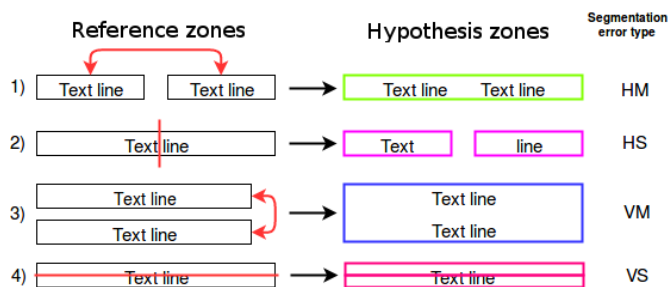 Reference zones Hypothesis zones Segmentation
error type
1) Text line Text line Text line Text line HM
2) Text line Text line HS
3) Text line Text line VM
Text line Text line
4) Text line Text line VS